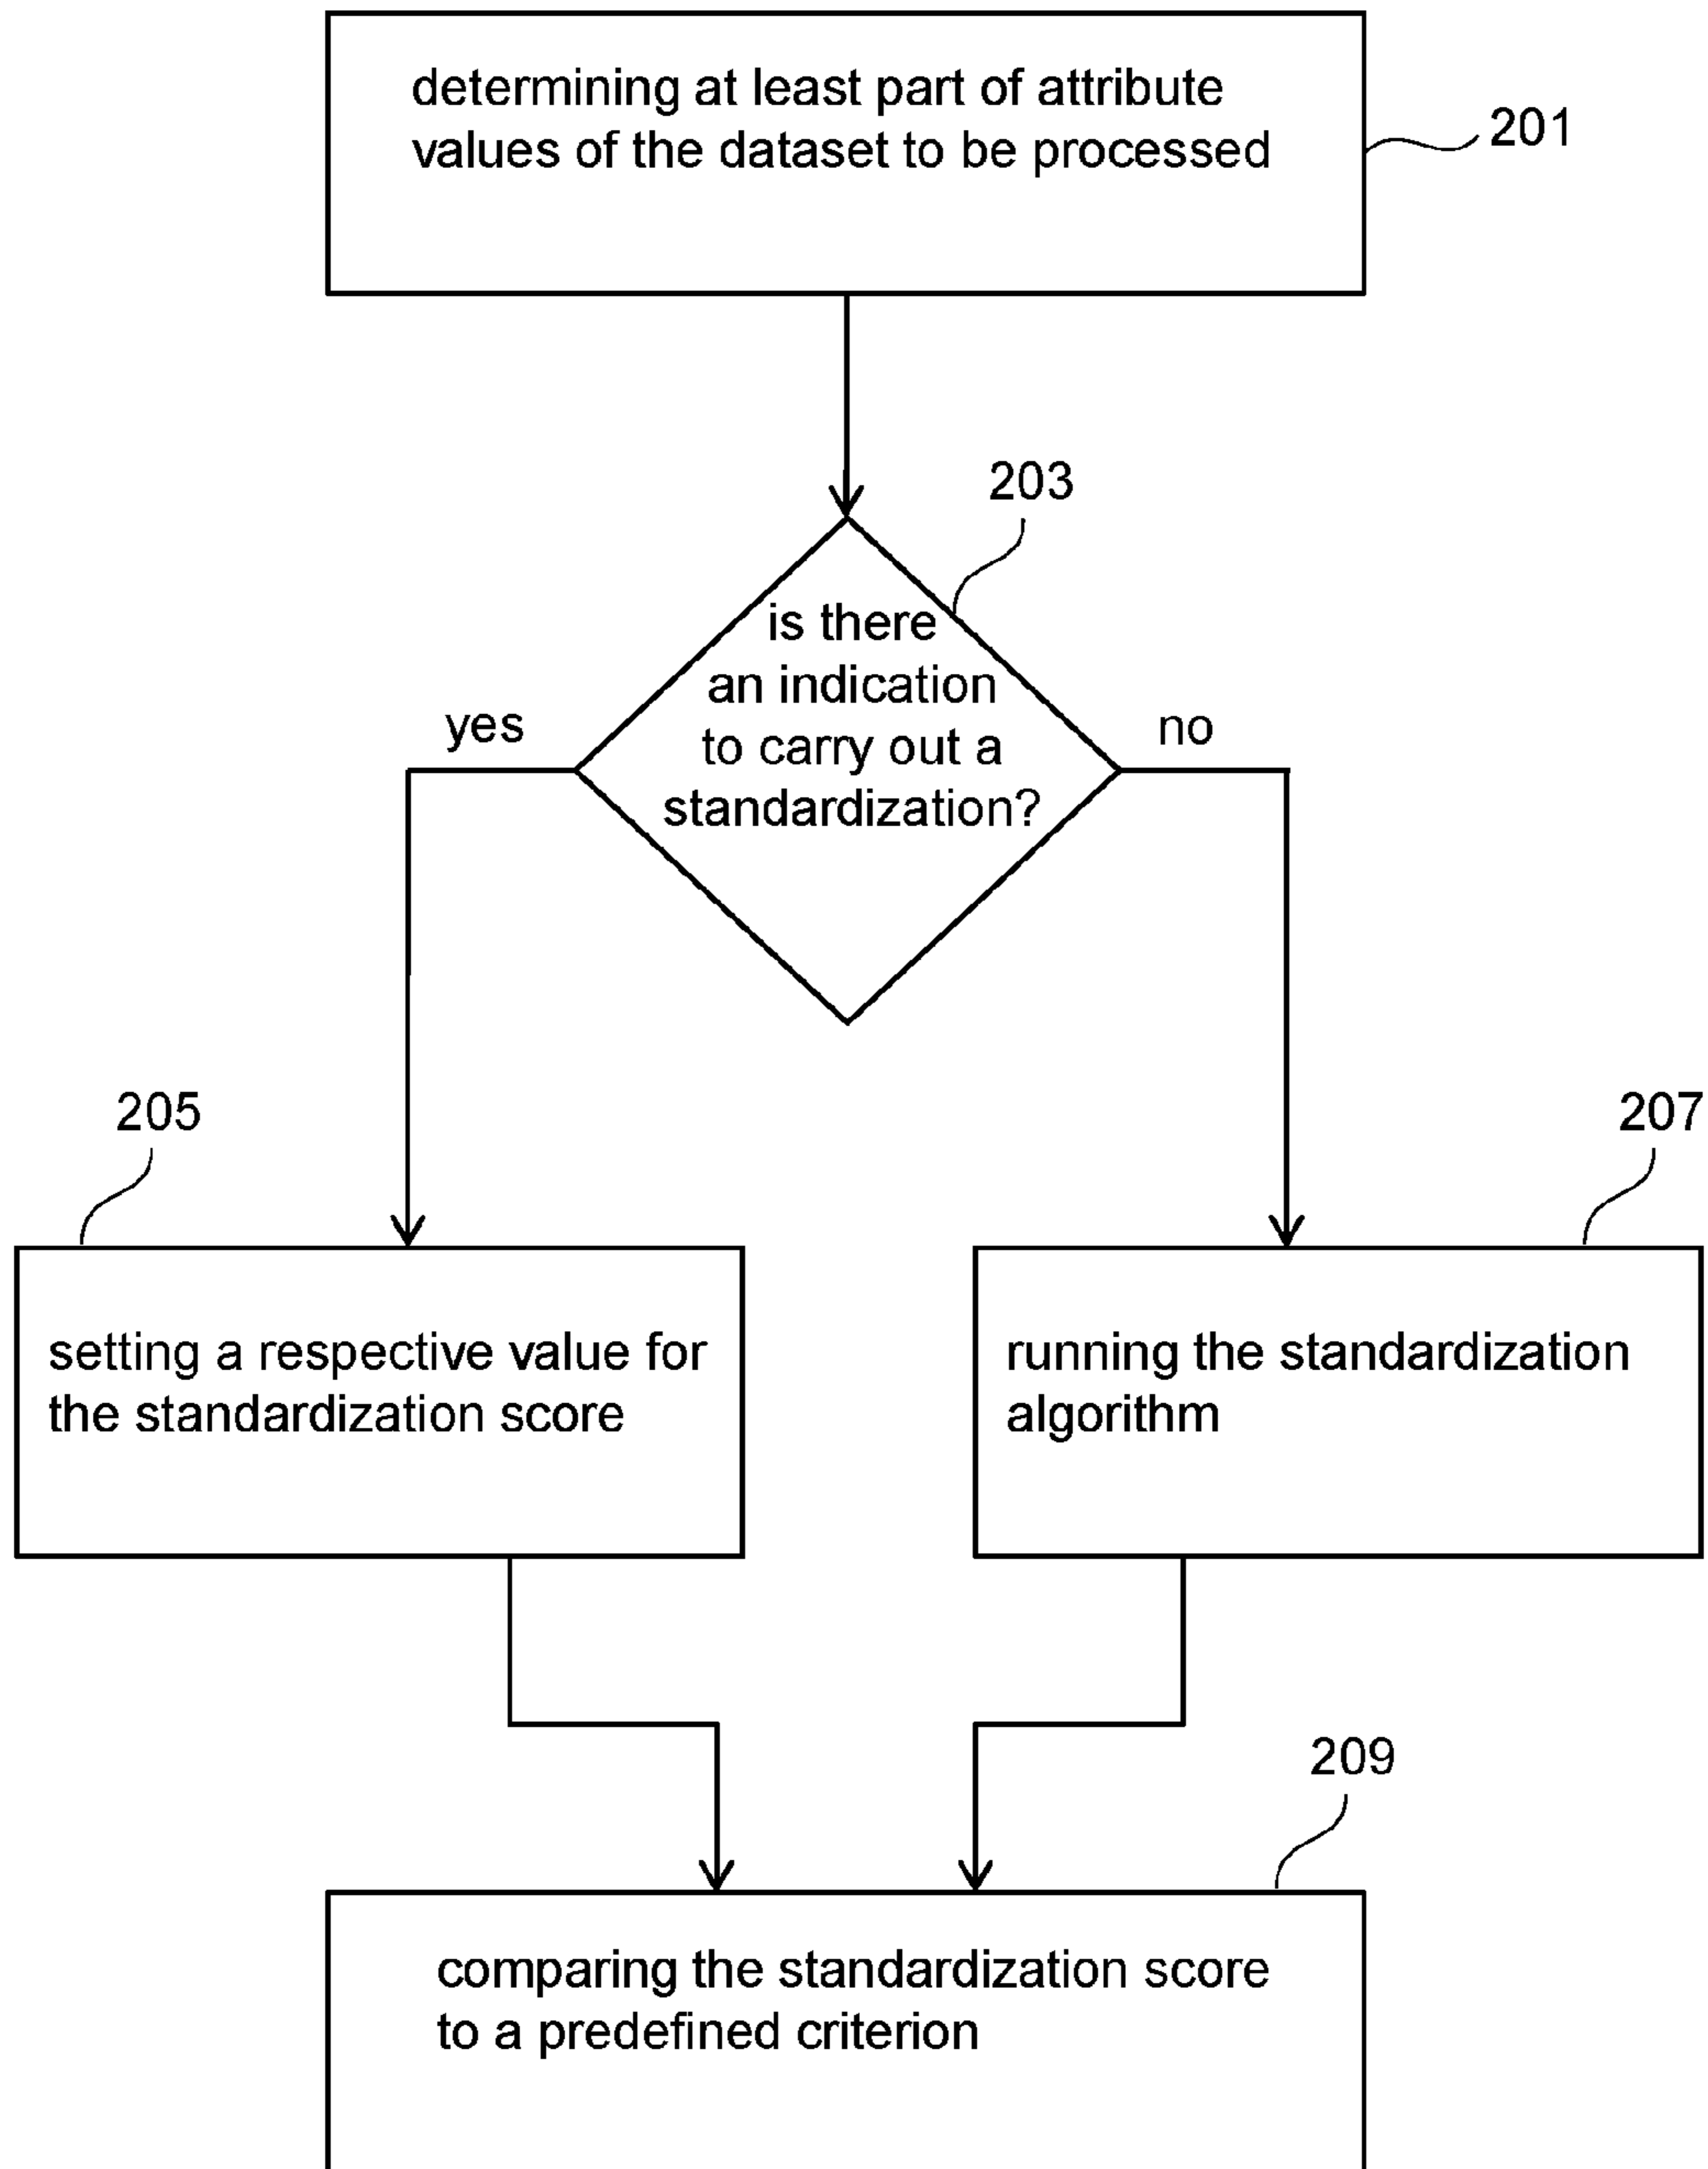 determining at least part of attribute
values of the dataset to be processed
201
203
is there
an indication
to carry out a
standardization?
yes
no
205
207
setting a respective value for
the standardization score
running the standardization
algorithm
209
comparing the standardization score
to a predefined criterion